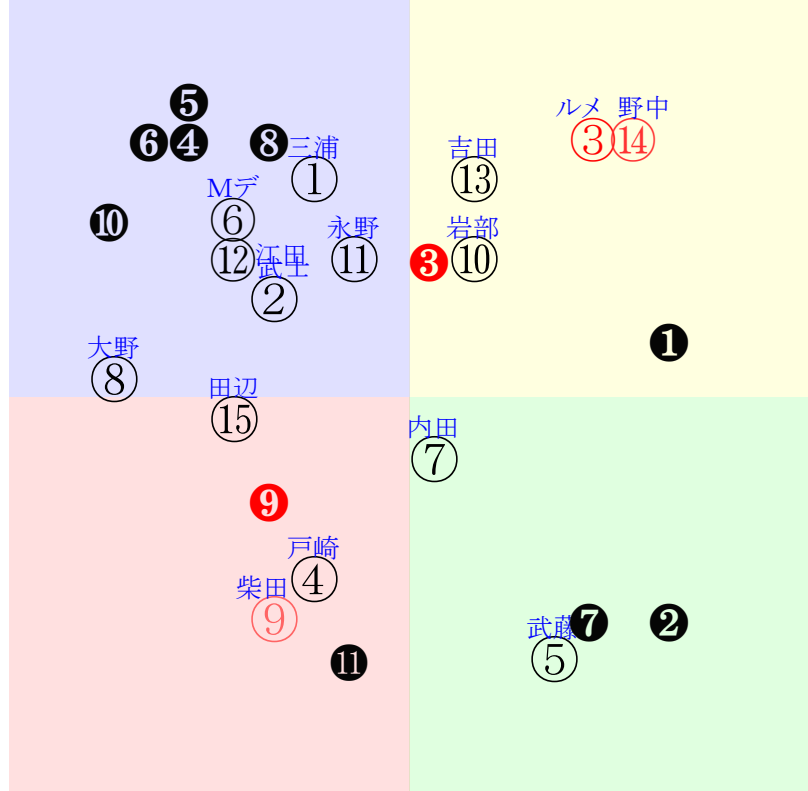 ❺
ルメ 野中
❻❹ ❽三浦 吉田 ③⑭
① ⑬
Mデ
❿ ⑥ 永野 岩部
⑫江田 ⑪ ❸⑩
武士
②
大野 ❶
⑧ 田辺
⑮ 内田
⑦
❾
戸崎
柴田 ④
⑨ 武藤❼ ❷
⓫ ⑤